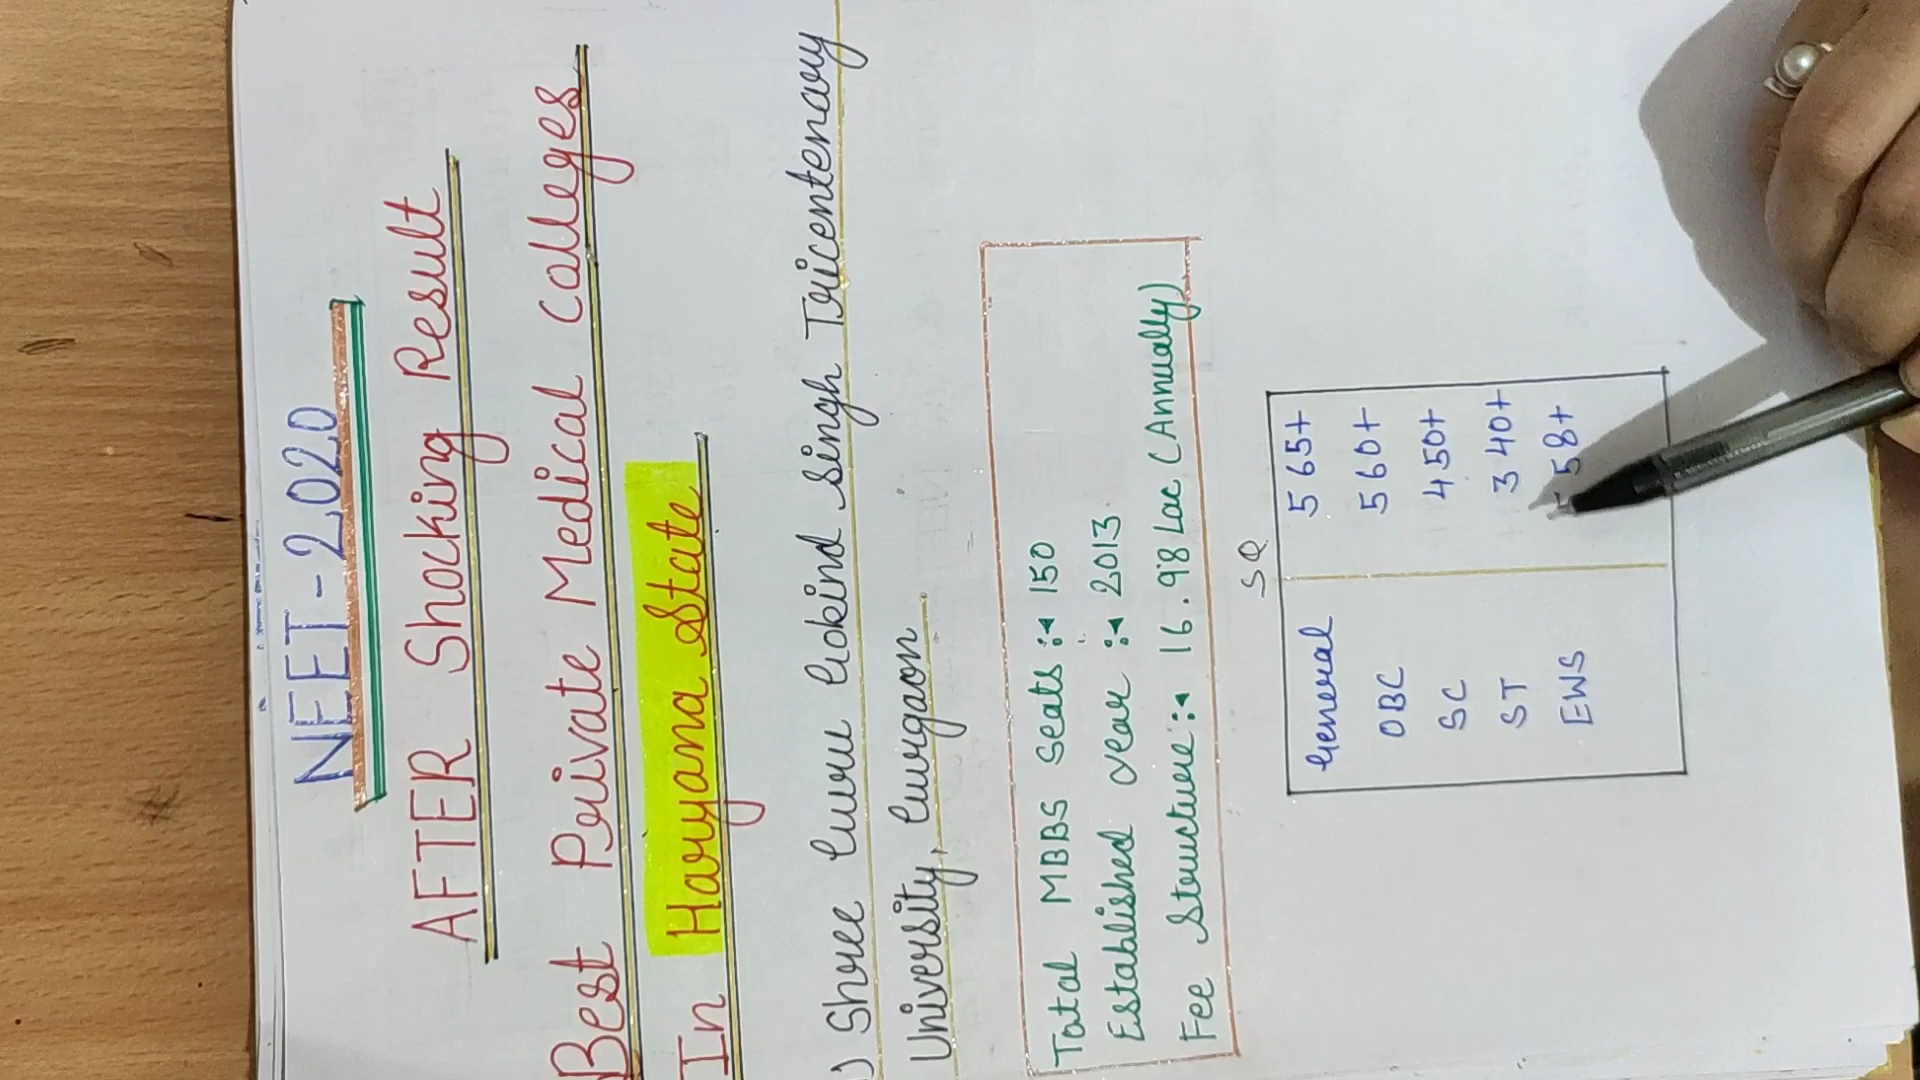 NEET-2020
AFTER Shocking Result
Best Private Medical Colleges
In Haryana State
1) Shree Guru Gobind Singh Tricentenary
University, Gurgaon
Total MBBS seats :- 150
Established year :- 2013
Fee Structure :- 16.98 Lac (Annually)
SQ
General 565+
OBC 560+
SC 450+
ST 340+
EWS 558+